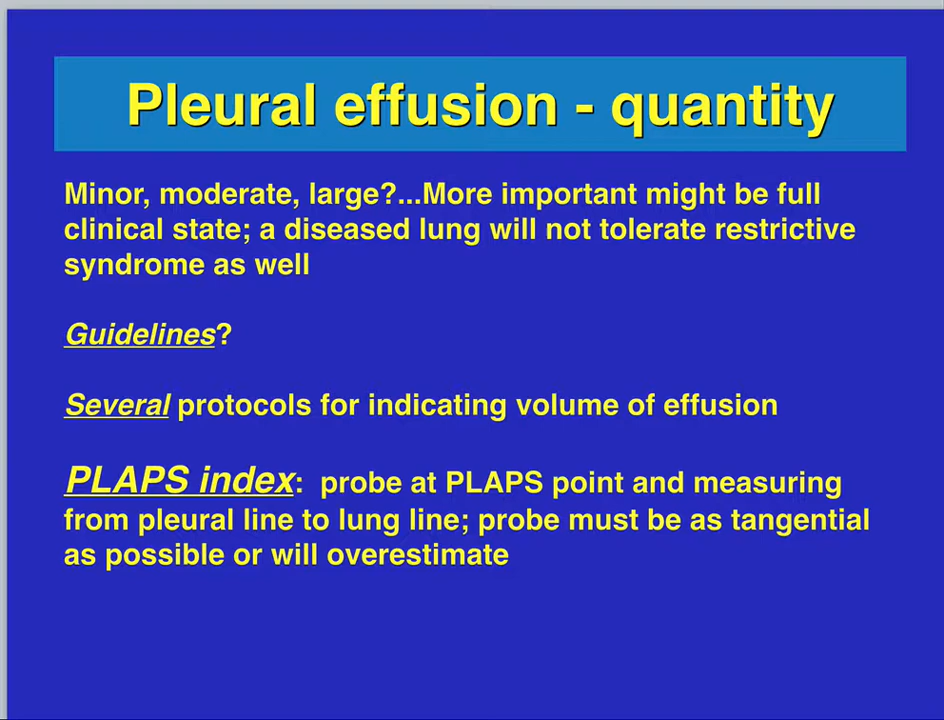 Pleural effusion - quantity
Minor, moderate, large?...More important might be full
clinical state; a diseased lung will not tolerate restrictive
syndrome as well
Guidelines?
Several protocols for indicating volume of effusion
PLAPS index:  probe at PLAPS point and measuring
from pleural line to lung line; probe must be as tangential
as possible or will overestimate